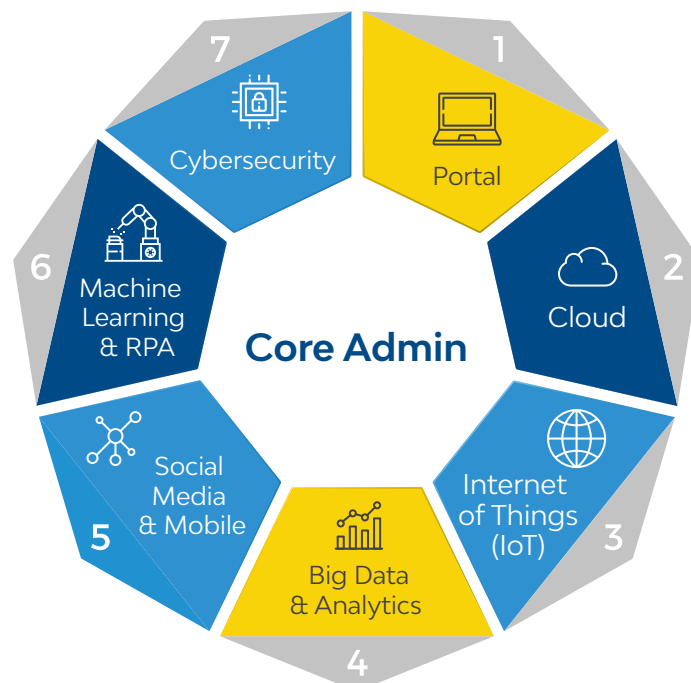 1
Portal
2
Cloud
3
Internet
of Things
(IoT)
4
Big Data
& Analytics
5
Social
Media
& Mobile
6
Machine
Learning
& RPA
7
Cybersecurity
Core Admin